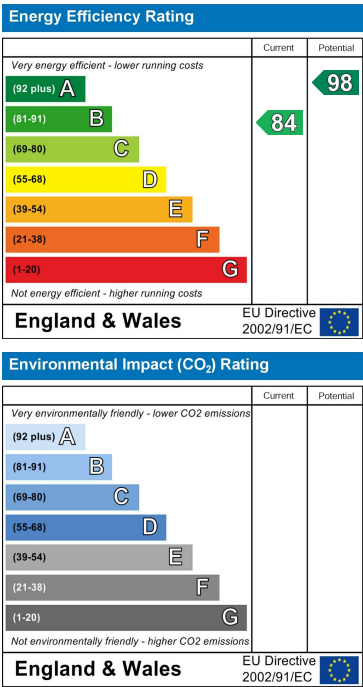 Energy Efficiency Rating
Current Potential
Very energy efficient - lower running costs
(92 plus) A
98
(81-91) B
84
(69-80) C
(55-68) D
(39-54) E
(21-38) F
(1-20) G
Not energy efficient - higher running costs
England & Wales
EU Directive
2002/91/EC
Environmental Impact (CO₂) Rating
Current Potential
Very environmentally friendly - lower CO2 emissions
(92 plus) A
(81-91) B
(69-80) C
(55-68) D
(39-54) E
(21-38) F
(1-20) G
Not environmentally friendly - higher CO2 emissions
England & Wales
EU Directive
2002/91/EC